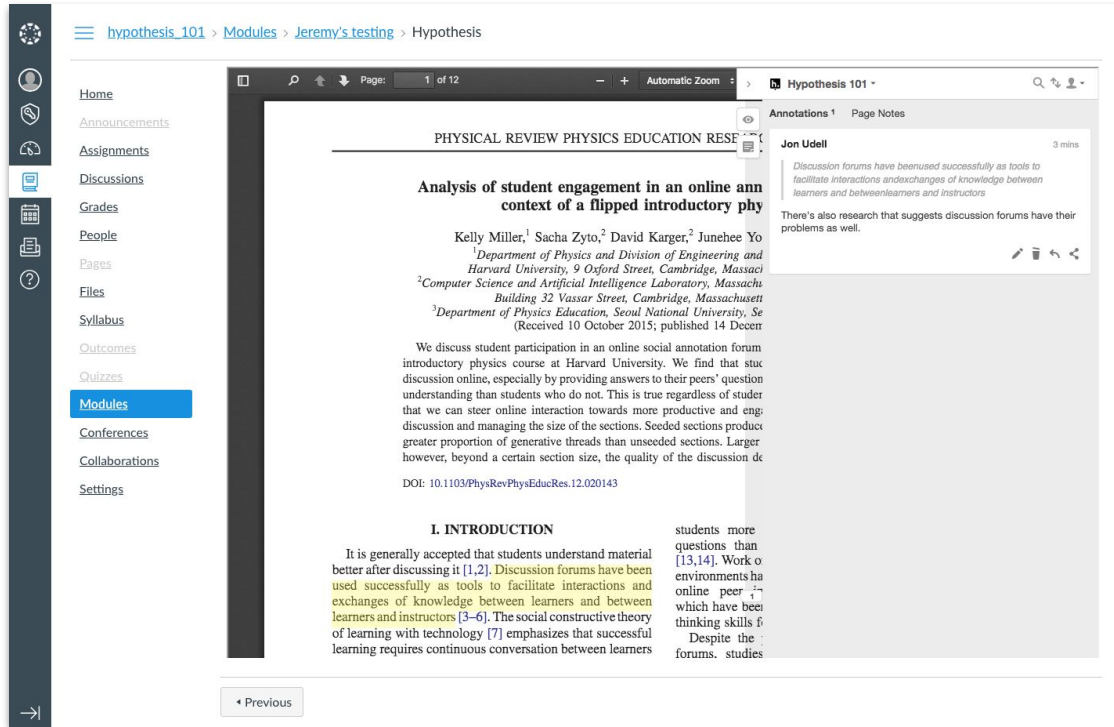 hypothesis_101 > Modules > Jeremy's testing > Hypothesis
Home
Announcements
Assignments
Discussions
Grades
People
Pages
Files
Syllabus
Outcomes
Quizzes
Modules
Conferences
Collaborations
Settings
Page: 1 of 12
Automatic Zoom
PHYSICAL REVIEW PHYSICS EDUCATION
Analysis of student engagement in an online ann
context of a flipped introductory phy
Kelly Miller,1 Sacha Zyto,2 David Karger,2 Junehee Yo
1Department of Physics and Division of Engineering and
Harvard University, 9 Oxford Street, Cambridge, Massach
2Computer Science and Artificial Intelligence Laboratory, Massachu
Building 32 Vassar Street, Cambridge, Massachusett
3Department of Physics Education, Seoul National University, Se
(Received 10 October 2015; published 14 Decem
We discuss student participation in an online social annotation forum
introductory physics course at Harvard University. We find that stud
discussion online, especially by providing answers to their peers' question
understanding than students who do not. This is true regardless of studen
that we can steer online interaction towards more productive and enga
discussion and managing the size of the sections. Seeded sections produce
greater proportion of generative threads than unseeded sections. Larger
however, beyond a certain section size, the quality of the discussion de
DOI: 10.1103/PhysRevPhysEducRes.12.020143
I. INTRODUCTION
It is generally accepted that students understand material
better after discussing it [1,2]. Discussion forums have been
used successfully as tools to facilitate interactions and
exchanges of knowledge between learners and between
learners and instructors [3–6]. The social constructive theory
of learning with technology [7] emphasizes that successful
learning requires continuous conversation between learners
students more
questions than
[13,14]. Work o
environments ha
online peer
1
which have been
thinking skills f
Despite the
forums, studies
Hypothesis 101
Annotations 1 Page Notes
Jon Udell 3 mins
Discussion forums have beenused successfully as tools to
facilitate interactions andexchanges of knowledge between
learners and betweenlearners and instructors
There's also research that suggests discussion forums have their
problems as well.
Previous